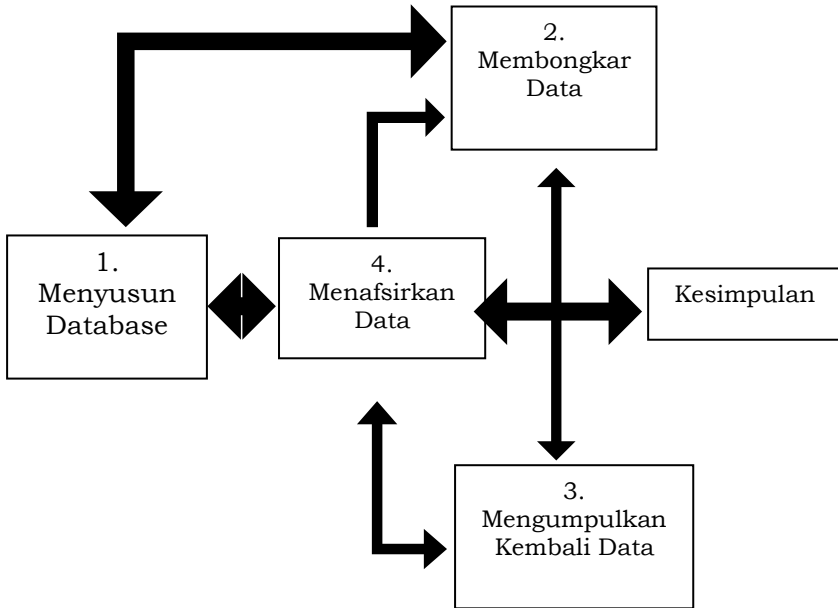 2.
Membongkar
Data
1.
Menyusun
Database
4.
Menafsirkan
Data
Kesimpulan
3.
Mengumpulkan
Kembali Data